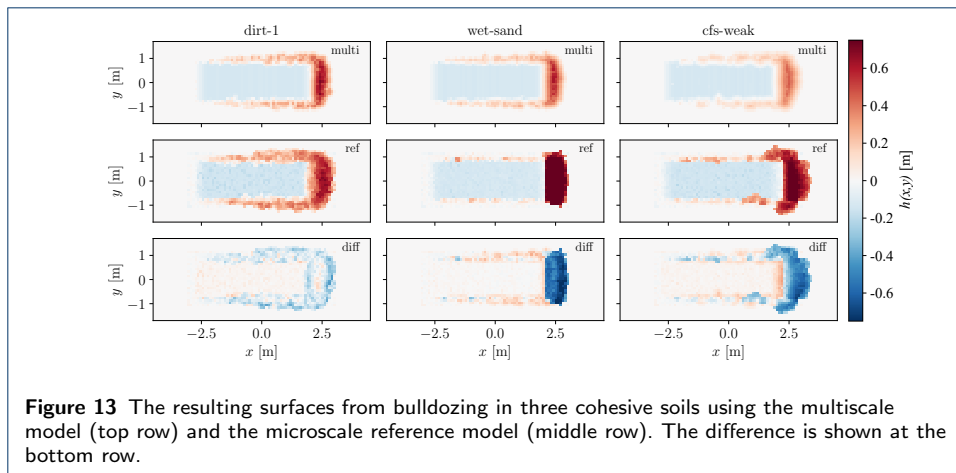 dirt-1 wet-sand cfs-weak
multi multi multi
1
0
−1
y [m]
ref ref ref
1
0
−1
y [m]
diff diff diff
1
0
−1
y [m]
−2.5 0.0 2.5 −2.5 0.0 2.5 −2.5 0.0 2.5
x [m] x [m] x [m]
0.6
0.4
0.2
0
-0.2
-0.4
-0.6
h(x,y) [m]
Figure 13 The resulting surfaces from bulldozing in three cohesive soils using the multiscale
model (top row) and the microscale reference model (middle row). The difference is shown at the
bottom row.